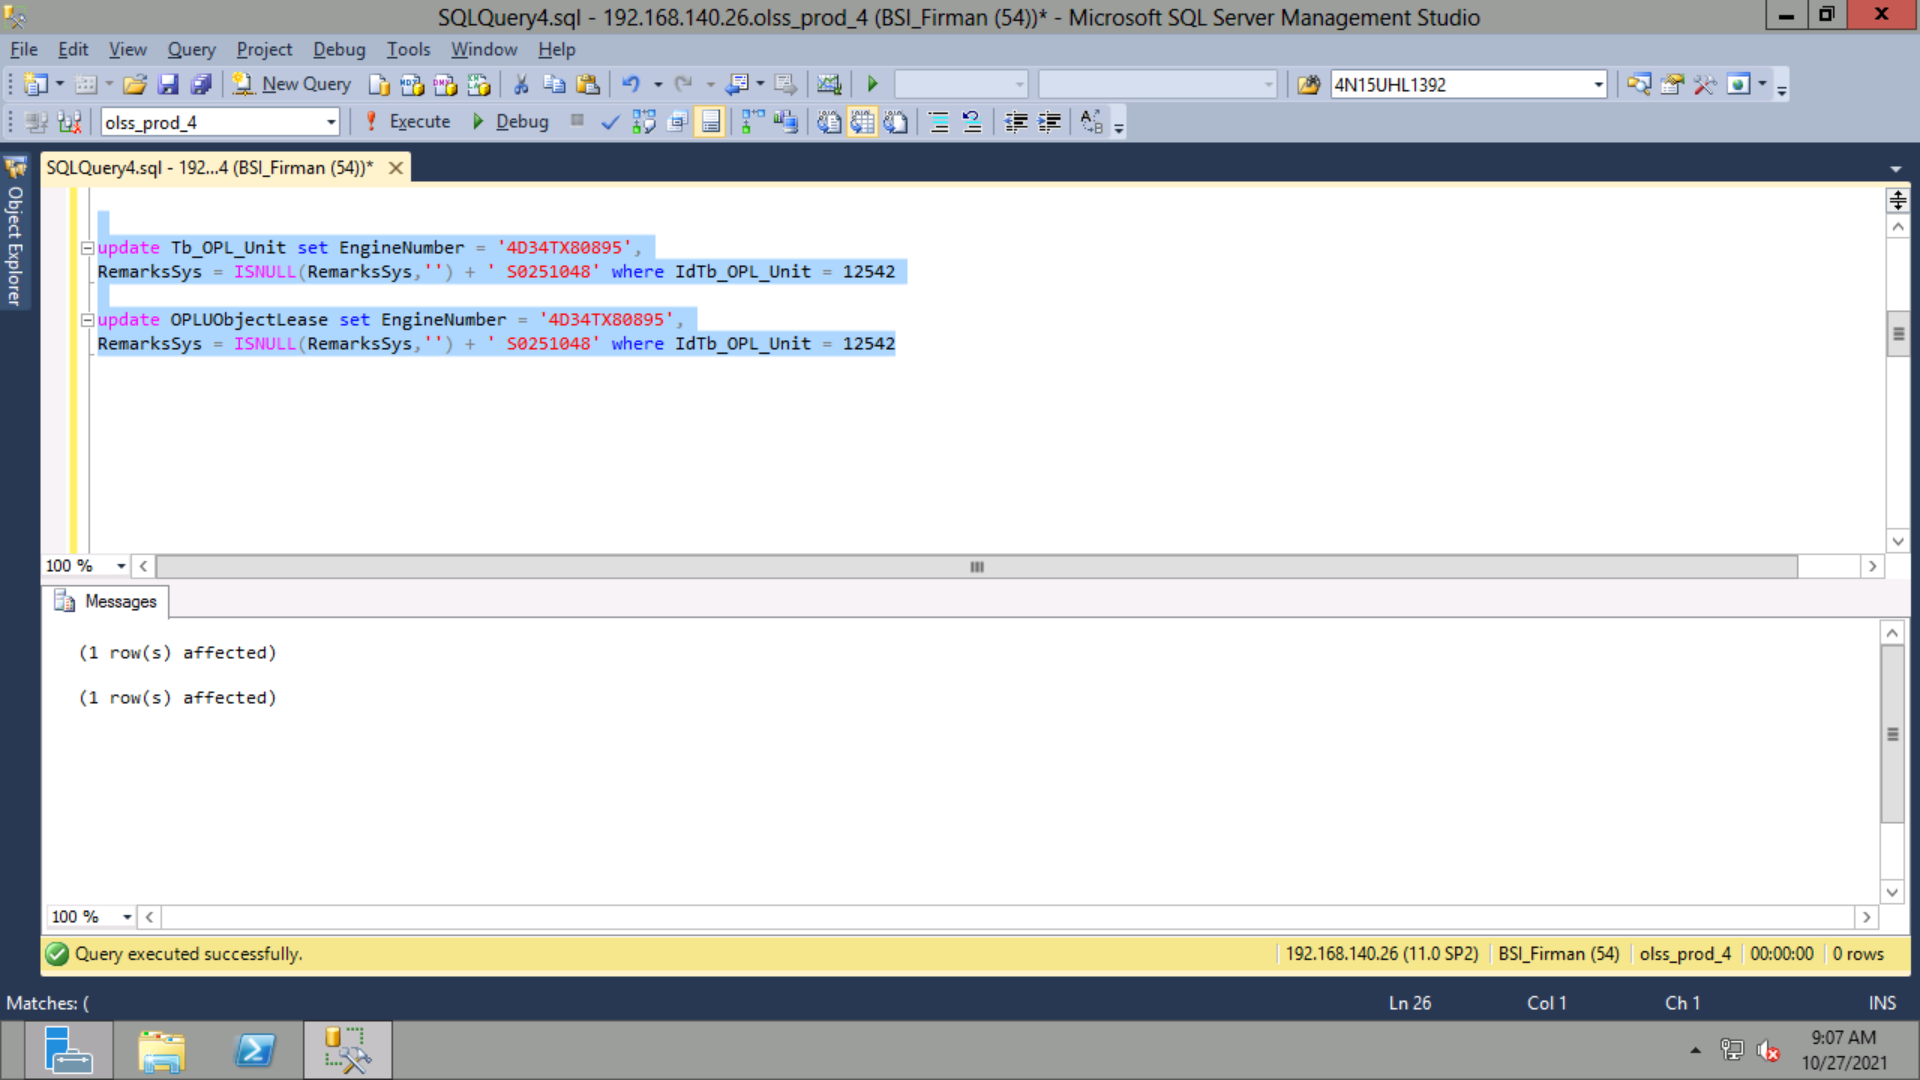 SQLQuery4.sql - 192.168.140.26.olss_prod_4 (BSI_Firman (54))* - Microsoft SQL Server Management Studio
File Edit View Query Project Debug Tools Window Help
New Query 4N15UHL1392
olss_prod_4 Execute Debug
SQLQuery4.sql - 192...4 (BSI_Firman (54))*
Object Explorer
update Tb_OPL_Unit set EngineNumber = '4D34TX80895',
RemarksSys = ISNULL(RemarksSys,'') + ' S0251048' where IdTb_OPL_Unit = 12542
update OPLUObjectLease set EngineNumber = '4D34TX80895',
RemarksSys = ISNULL(RemarksSys,'') + ' S0251048' where IdTb_OPL_Unit = 12542
100 %
Messages
(1 row(s) affected)
(1 row(s) affected)
100 %
Query executed successfully. 192.168.140.26 (11.0 SP2) BSI_Firman (54) olss_prod_4 00:00:00 0 rows
Matches: ( Ln 26 Col 1 Ch 1 INS
9:07 AM
10/27/2021